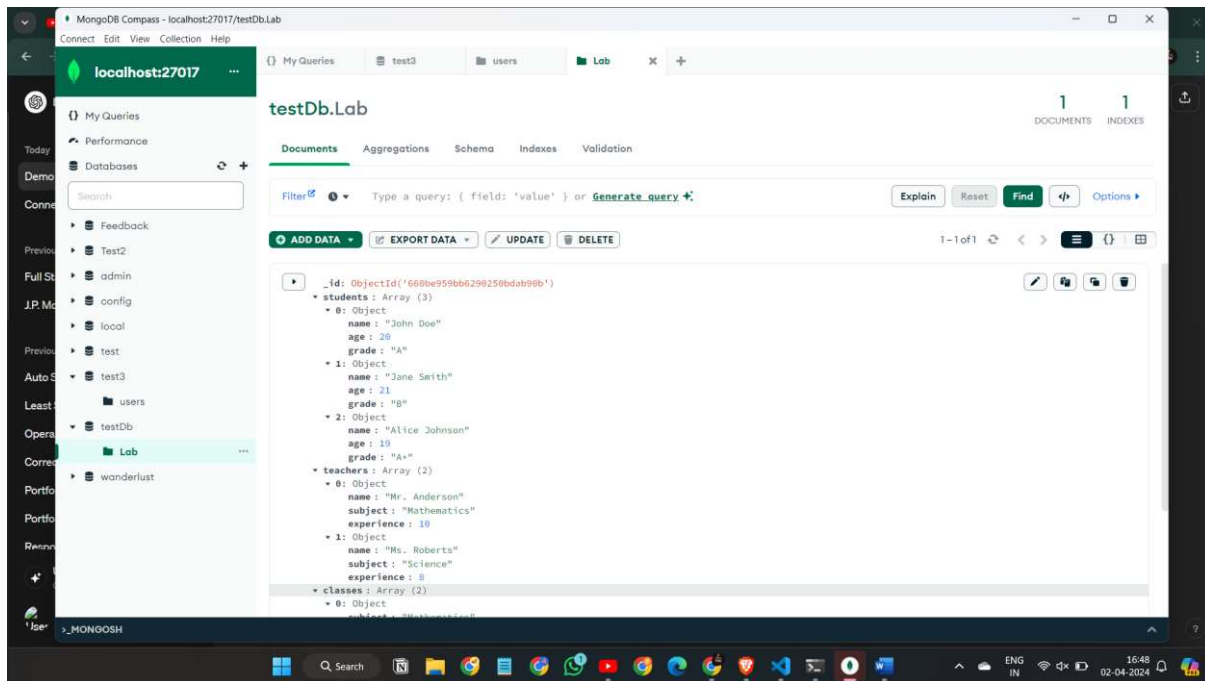 MongoDB Compass - localhost:27017/testDb.Lab
Connect Edit View Collection Help
localhost:27017 ...
{} My Queries
test3
users
Lab
testDb.Lab
1
DOCUMENTS
1
INDEXES
{} My Queries
Performance
Databases
Search
Feedback
Test2
admin
config
local
test
test3
users
testDb
Lab ...
wanderlust
Documents Aggregations Schema Indexes Validation
Filter Type a query: { field: 'value' } or Generate query
Explain Reset Find </> Options
ADD DATA EXPORT DATA UPDATE DELETE
1-1 of 1 {}
_id: ObjectId('660be959bb6290250bdab90b')
students : Array (3)
0: Object
name : "John Doe"
age : 20
grade : "A"
1: Object
name : "Jane Smith"
age : 21
grade : "B"
2: Object
name : "Alice Johnson"
age : 19
grade : "A+"
teachers : Array (2)
0: Object
name : "Mr. Anderson"
subject : "Mathematics"
experience : 10
1: Object
name : "Ms. Roberts"
subject : "Science"
experience : 8
classes : Array (2)
0: Object
subject : "Mathematics"
>_MONGOSH
Today
Demo
Conne
Previou
Full St
J.P. Mo
Previou
Auto S
Least
Opera
Correc
Portfo
Portfo
Respo
Search
ENG
IN
16:48
02-04-2024